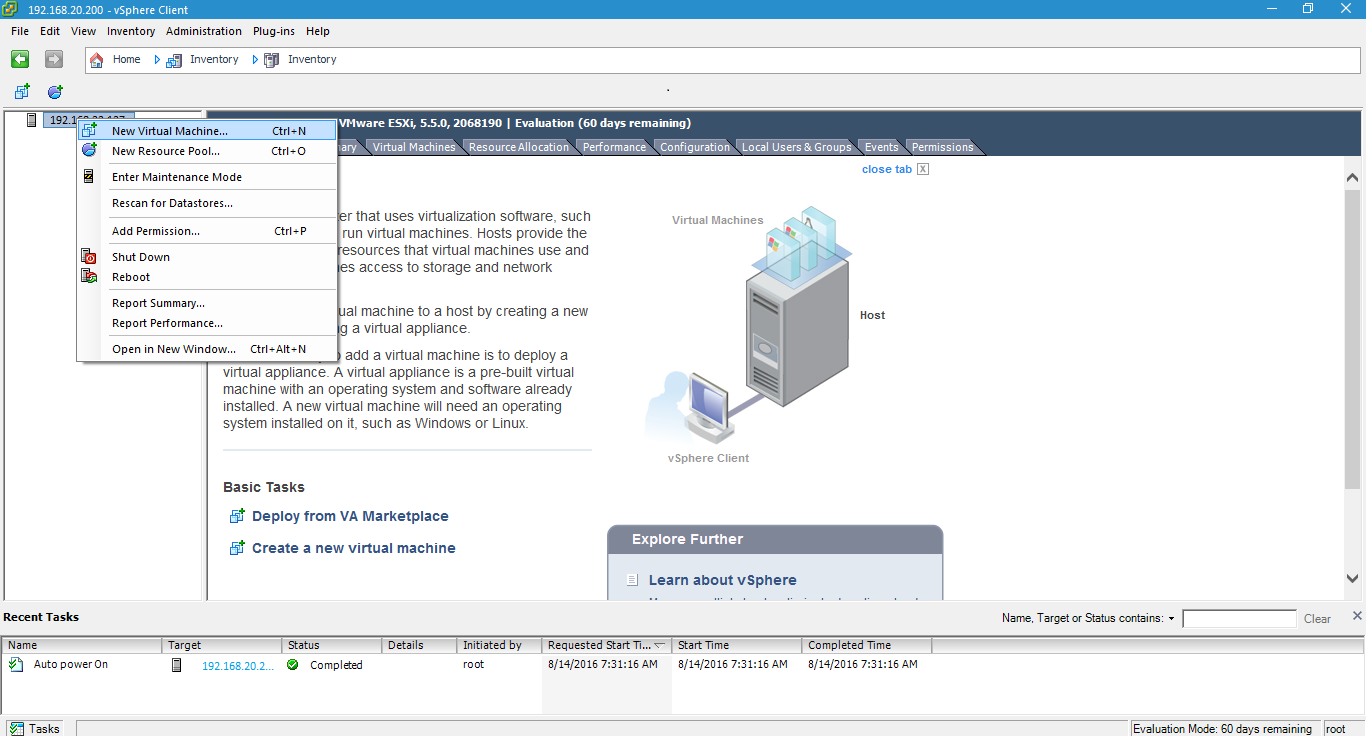 192.168.20.200 - vSphere Client
File Edit View Inventory Administration Plug-ins Help
Home Inventory Inventory
VMware ESXi, 5.5.0, 2068190 | Evaluation (60 days remaining)
New Virtual Machine... Ctrl+N
New Resource Pool... Ctrl+O
Enter Maintenance Mode
Rescan for Datastores...
Add Permission... Ctrl+P
Shut Down
Reboot
Report Summary...
Report Performance...
Open in New Window... Ctrl+Alt+N
Virtual Machines Resource Allocation Performance Configuration Local Users & Groups Events Permissions
close tab X
that uses virtualization software, such
run virtual machines. Hosts provide the
resources that virtual machines use and
access to storage and network
machine to a host by creating a new
a virtual appliance.
add a virtual machine is to deploy a
virtual appliance. A virtual appliance is a pre-built virtual
machine with an operating system and software already
installed. A new virtual machine will need an operating
system installed on it, such as Windows or Linux.
Virtual Machines
Host
vSphere Client
Basic Tasks
Deploy from VA Marketplace
Create a new virtual machine
Explore Further
Learn about vSphere
Recent Tasks
Name, Target or Status contains: Clear
Name Target Status Details Initiated by Requested Start Ti... Start Time Completed Time
Auto power On 192.168.20.2... Completed root 8/14/2016 7:31:16 AM 8/14/2016 7:31:16 AM 8/14/2016 7:31:16 AM
Tasks Evaluation Mode: 60 days remaining root